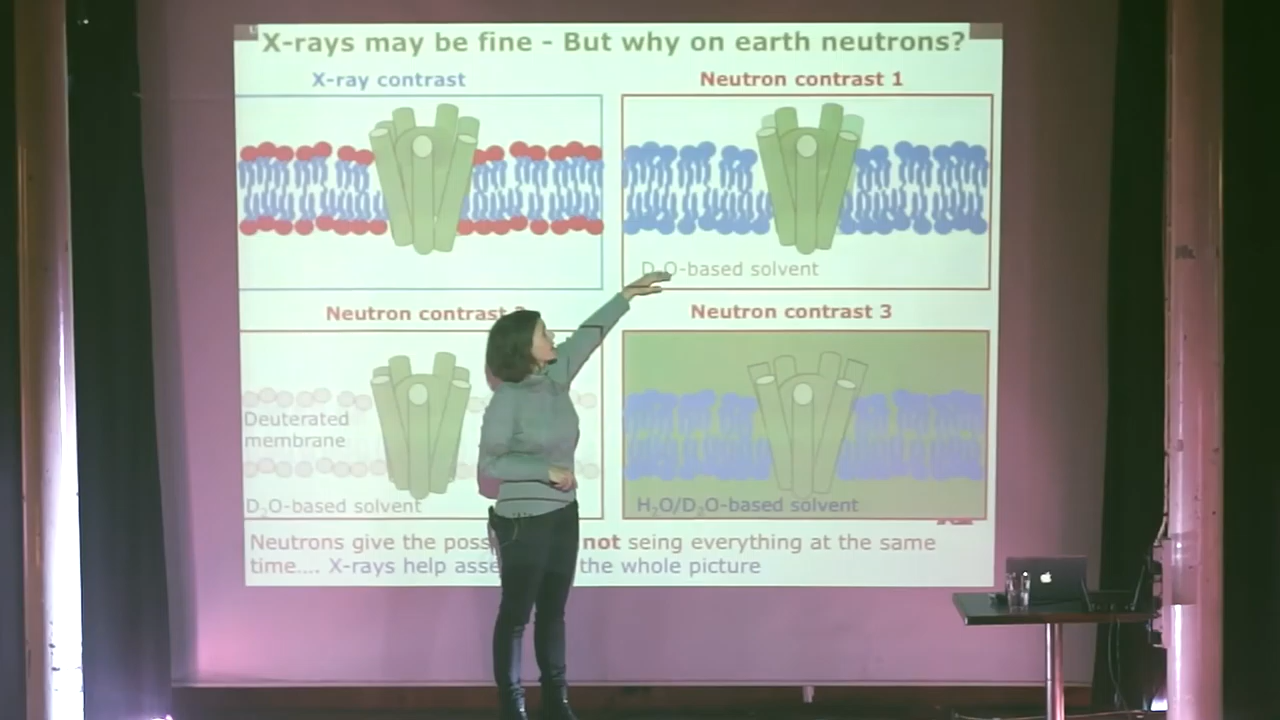 X-rays may be fine - But why on earth neutrons?
X-ray contrast
Neutron contrast 1
D₂O-based solvent
Neutron contrast
Neutron contrast 3
Deuterated
membrane
D₂O-based solvent
H₂O/D₂O-based solvent
Neutrons give the not seing everything at the same
time.... X-rays help the whole picture